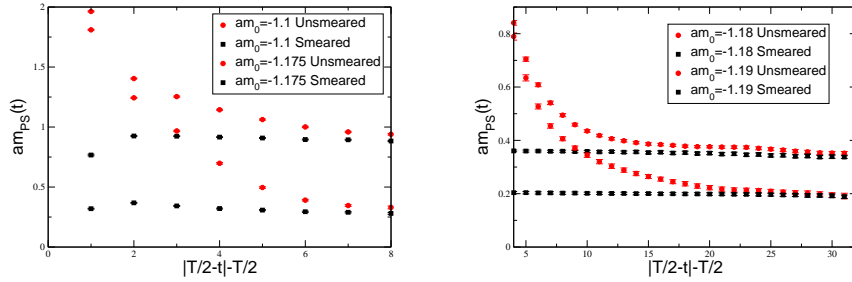 2
1.5
1
0.5
0
am_PS(t)
am_0=-1.1 Unsmeared
am_0=-1.1 Smeared
am_0=-1.175 Unsmeared
am_0=-1.175 Smeared
0 2 4 6 8
|T/2-t|-T/2
0.8
0.6
0.4
0.2
0
am_PS(t)
am_0=-1.18 Unsmeared
am_0=-1.18 Smeared
am_0=-1.19 Unsmeared
am_0=-1.19 Smeared
5 10 15 20 25 30
|T/2-t|-T/2